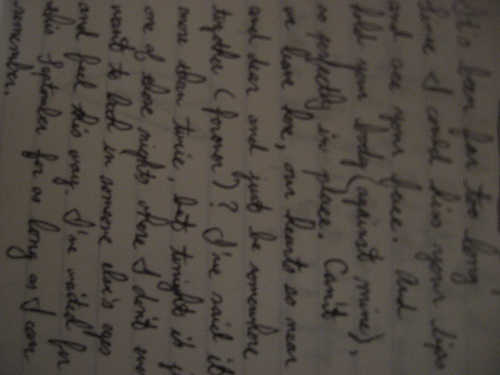 It's been far too long
Since I could kiss your lips
and see your face. And
hold your body (against mine),
so perfectly in place. Can't
we leave here, our hearts so near
and dear and just be somewhere
together (forever)? I've said it
more than twice, but tonight it
one of those nights where I don't
want to look in someone else's eyes
and feel this way. I've waited for
this September for as long as I can
remember.